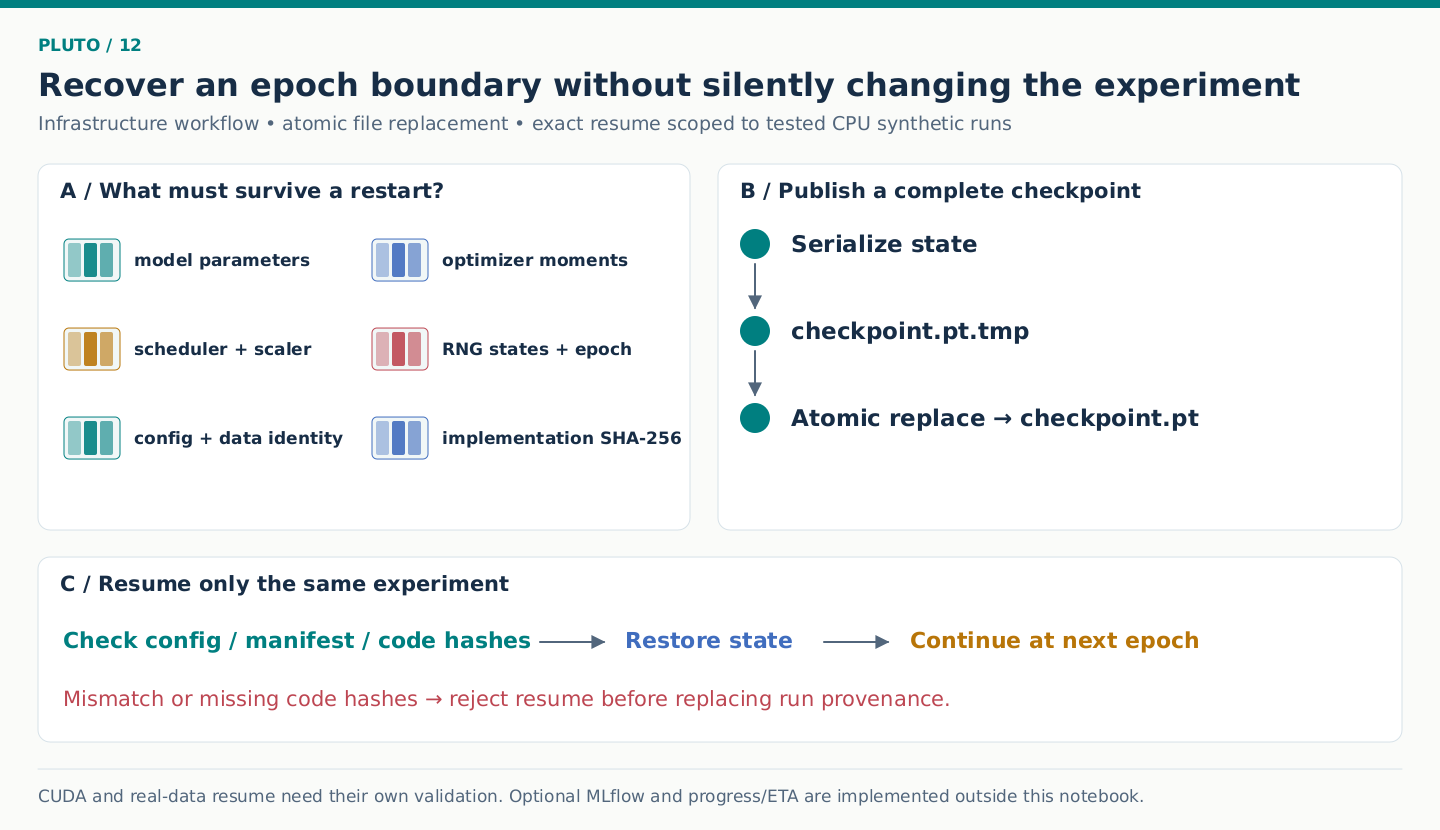 PLUTO / 12
Recover an epoch boundary without silently changing the experiment
Infrastructure workflow • atomic file replacement • exact resume scoped to tested CPU synthetic runs
A / What must survive a restart?
model parameters
optimizer moments
scheduler + scaler
RNG states + epoch
config + data identity
implementation SHA-256
B / Publish a complete checkpoint
Serialize state
checkpoint.pt.tmp
Atomic replace → checkpoint.pt
C / Resume only the same experiment
Check config / manifest / code hashes
Restore state
Continue at next epoch
Mismatch or missing code hashes → reject resume before replacing run provenance.
CUDA and real-data resume need their own validation. Optional MLflow and progress/ETA are implemented outside this notebook.